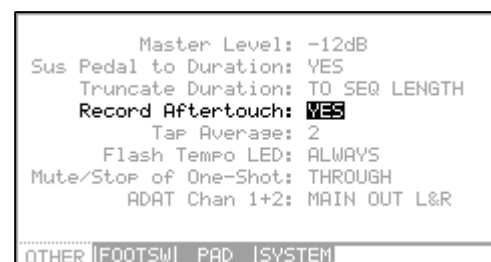 Master Level: -12dB
Sus Pedal to Duration: YES
Truncate Duration: TO SEQ LENGTH
Record Aftertouch: YES
Tap Average: 2
Flash Tempo LED: ALWAYS
Mute/Stop of One-Shot: THROUGH
ADAT Chan 1+2: MAIN OUT L&R
OTHER FOOTSW PAD SYSTEM